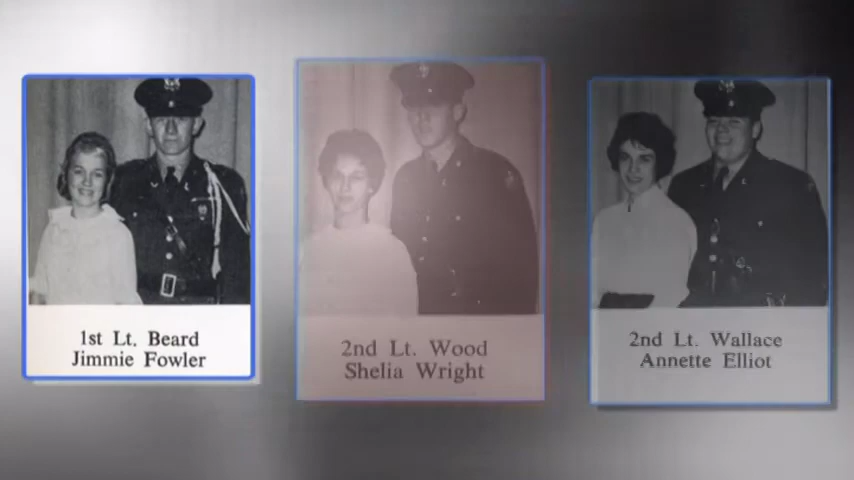 1st Lt. Beard
Jimmie Fowler
2nd Lt. Wood
Shelia Wright
2nd Lt. Wallace
Annette Elliot